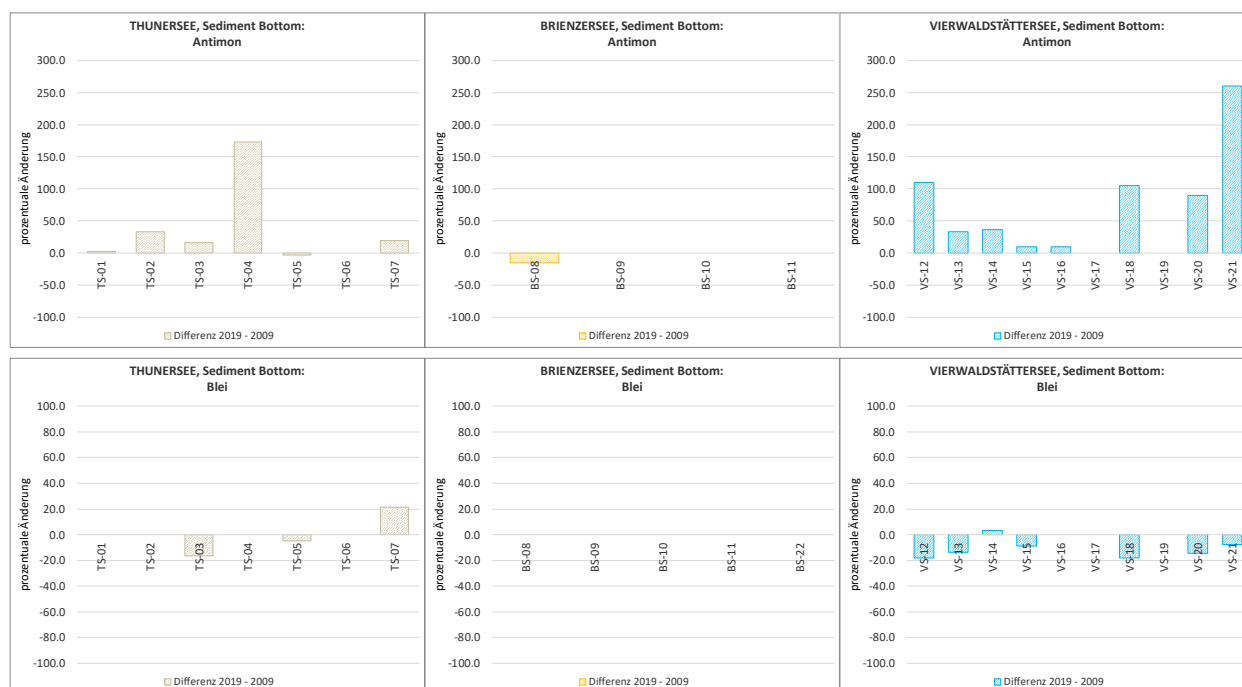 THUNERSEE, Sediment Bottom:
Antimon
prozentuale Änderung
300.0
250.0
200.0
150.0
100.0
50.0
0.0
-50.0
-100.0
TS-01
TS-02
TS-03
TS-04
TS-05
TS-06
TS-07
Differenz 2019 - 2009
BRIENZERSEE, Sediment Bottom:
Antimon
prozentuale Änderung
300.0
250.0
200.0
150.0
100.0
50.0
0.0
-50.0
-100.0
BS-08
BS-09
BS-10
BS-11
Differenz 2019 - 2009
VIERWALDSTÄTTERSEE, Sediment Bottom:
Antimon
prozentuale Änderung
300.0
250.0
200.0
150.0
100.0
50.0
0.0
-50.0
-100.0
VS-12
VS-13
VS-14
VS-15
VS-16
VS-17
VS-18
VS-19
VS-20
VS-21
Differenz 2019 - 2009
THUNERSEE, Sediment Bottom:
Blei
prozentuale Änderung
100.0
80.0
60.0
40.0
20.0
0.0
-20.0
-40.0
-60.0
-80.0
-100.0
TS-01
TS-02
TS-03
TS-04
TS-05
TS-06
TS-07
Differenz 2019 - 2009
BRIENZERSEE, Sediment Bottom:
Blei
prozentuale Änderung
100.0
80.0
60.0
40.0
20.0
0.0
-20.0
-40.0
-60.0
-80.0
-100.0
BS-08
BS-09
BS-10
BS-11
BS-22
Differenz 2019 - 2009
VIERWALDSTÄTTERSEE, Sediment Bottom:
Blei
prozentuale Änderung
100.0
80.0
60.0
40.0
20.0
0.0
-20.0
-40.0
-60.0
-80.0
-100.0
VS-12
VS-13
VS-14
VS-15
VS-16
VS-17
VS-18
VS-19
VS-20
VS-21
Differenz 2019 - 2009